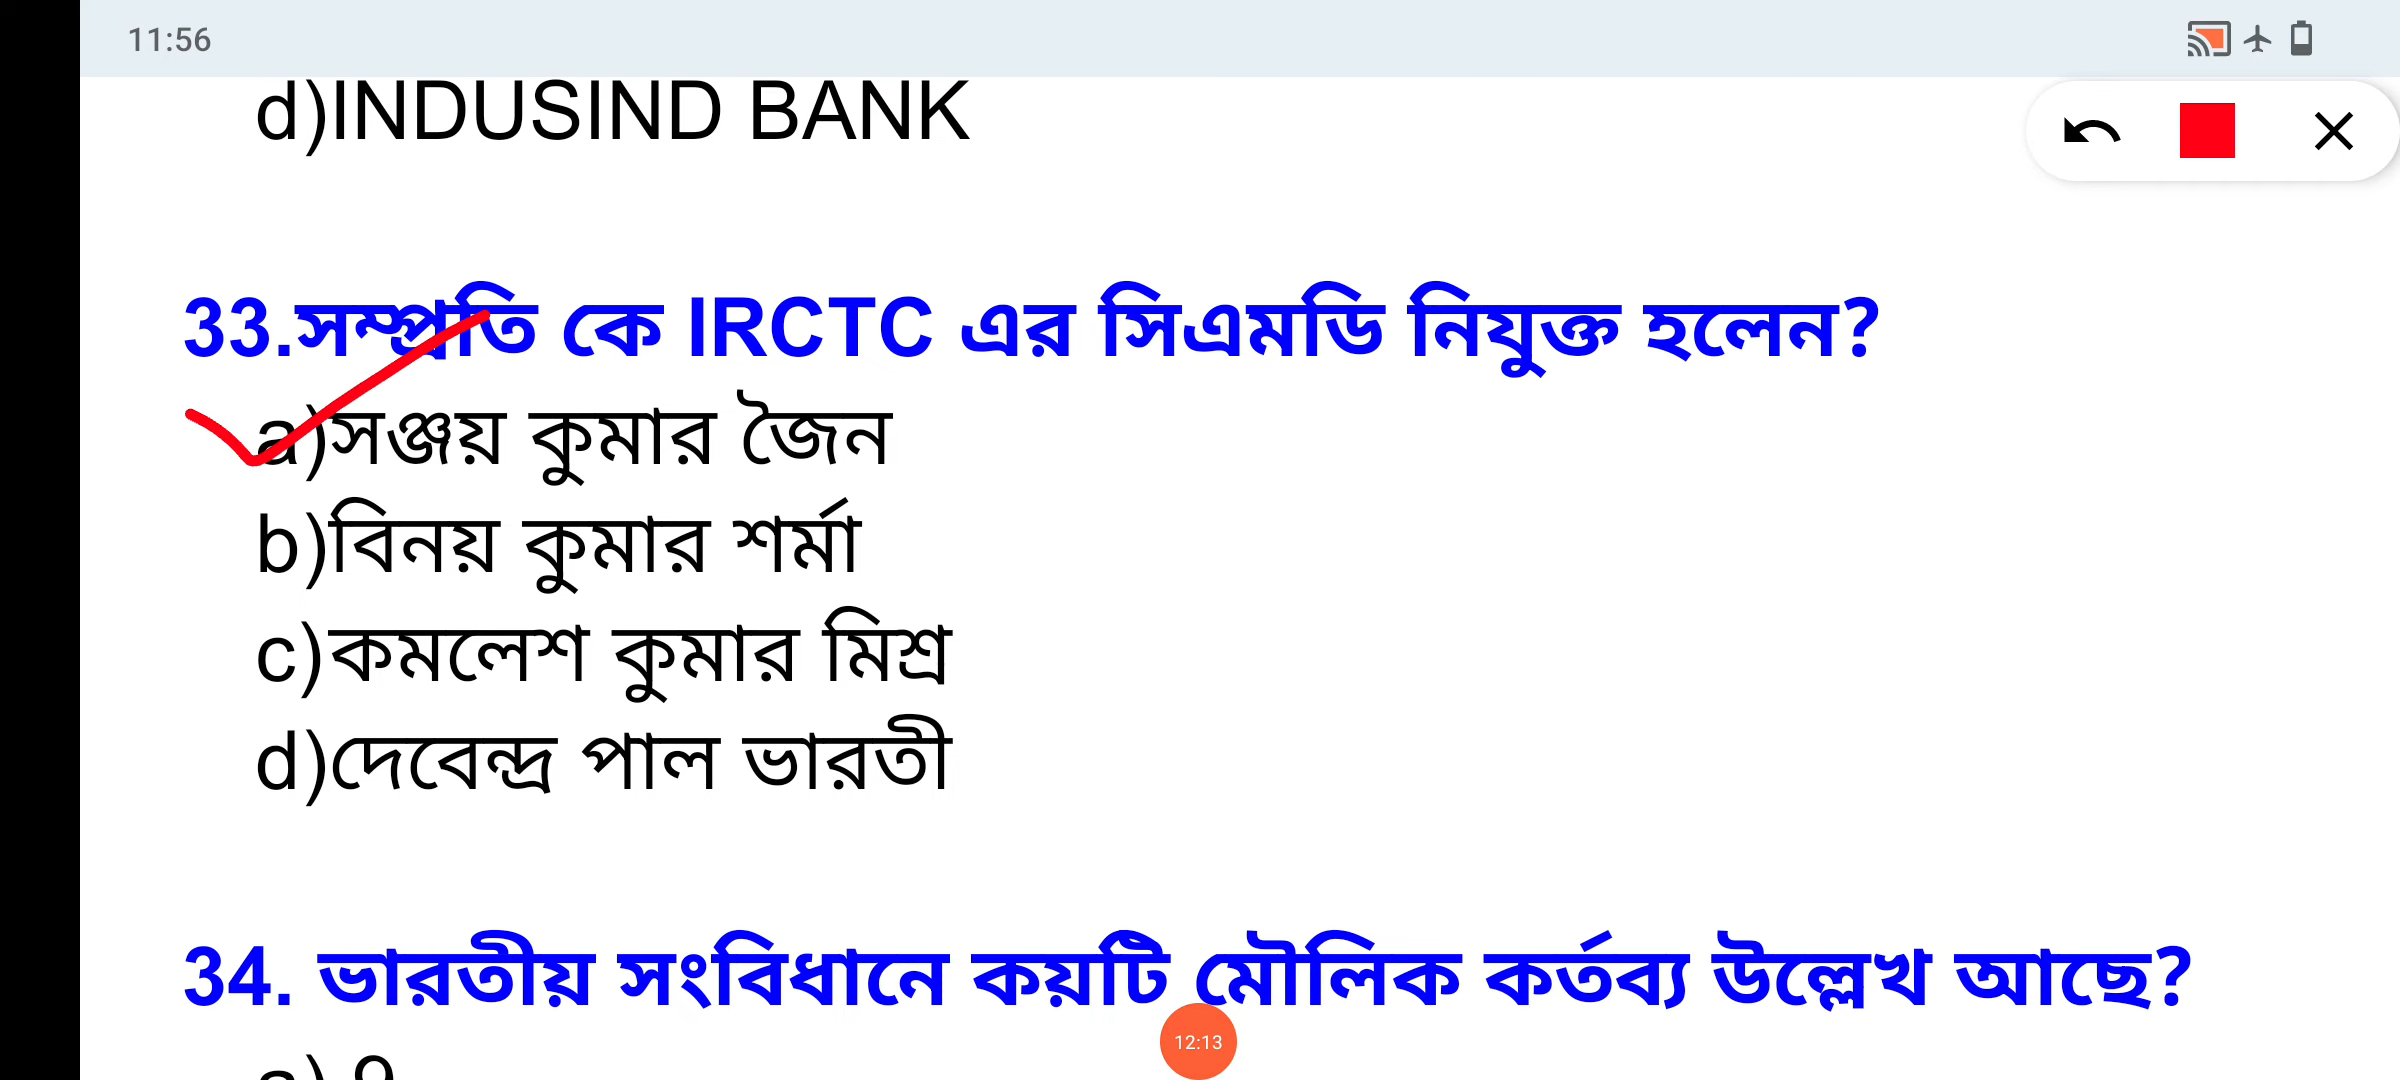 11:56
d)INDUSIND BANK
33.সম্প্রতি কে IRCTC এর সিএমডি নিযুক্ত হলেন?
a)সঞ্জয় কুমার জৈন
b)বিনয় কুমার শর্মা
c)কমলেশ কুমার মিশ্র
d)দেবেন্দ্র পাল ভারতী
34. ভারতীয় সংবিধানে কয়টি মৌলিক কর্তব্য উল্লেখ আছে?
12:13